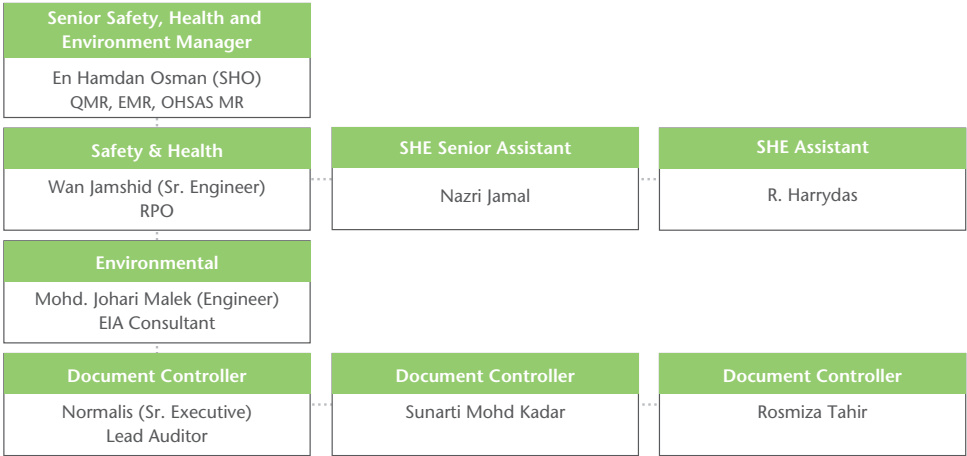 Senior Safety, Health and
Environment Manager
En Hamdan Osman (SHO)
QMR, EMR, OHSAS MR
Safety & Health
Wan Jamshid (Sr. Engineer)
RPO
SHE Senior Assistant
Nazri Jamal
SHE Assistant
R. Harrydas
Environmental
Mohd. Johari Malek (Engineer)
EIA Consultant
Document Controller
Normalis (Sr. Executive)
Lead Auditor
Document Controller
Sunarti Mohd Kadar
Document Controller
Rosmiza Tahir